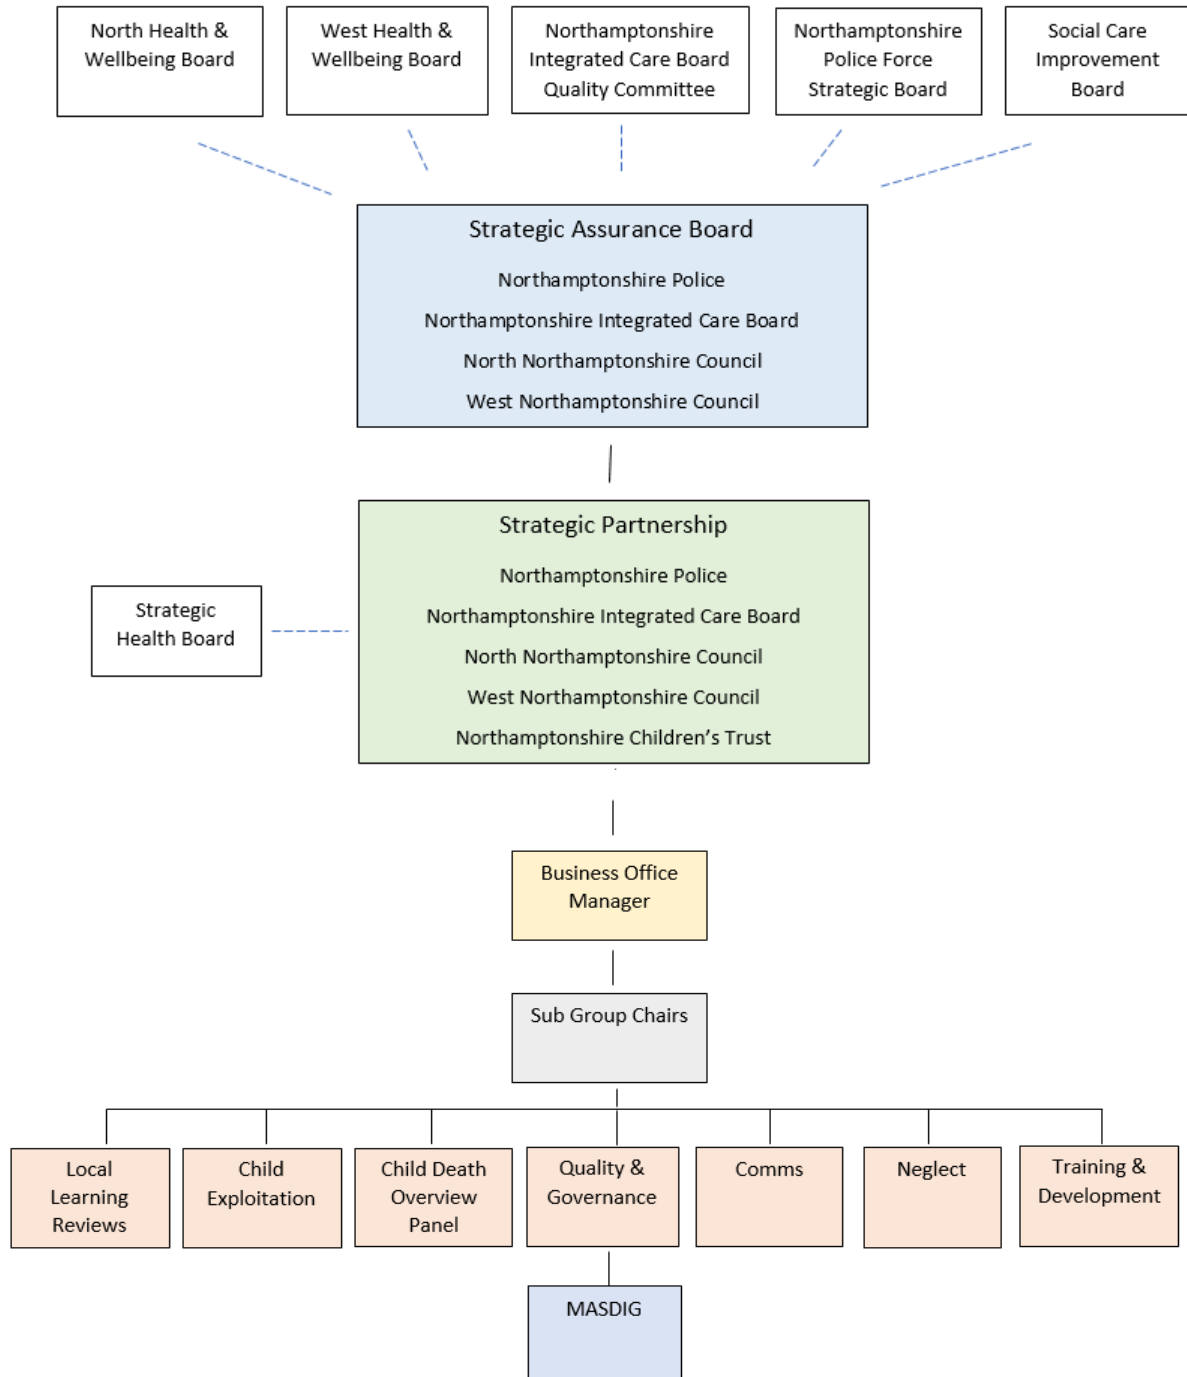 North Health &
Wellbeing Board
West Health &
Wellbeing Board
Northamptonshire
Integrated Care Board
Quality Committee
Northamptonshire
Police Force
Strategic Board
Social Care
Improvement
Board
Strategic Assurance Board
Northamptonshire Police
Northamptonshire Integrated Care Board
North Northamptonshire Council
West Northamptonshire Council
Strategic Partnership
Northamptonshire Police
Northamptonshire Integrated Care Board
North Northamptonshire Council
West Northamptonshire Council
Northamptonshire Children’s Trust
Strategic
Health Board
Business Office
Manager
Sub Group Chairs
Local
Learning
Reviews
Child
Exploitation
Child Death
Overview
Panel
Quality &
Governance
Comms
Neglect
Training &
Development
MASDIG